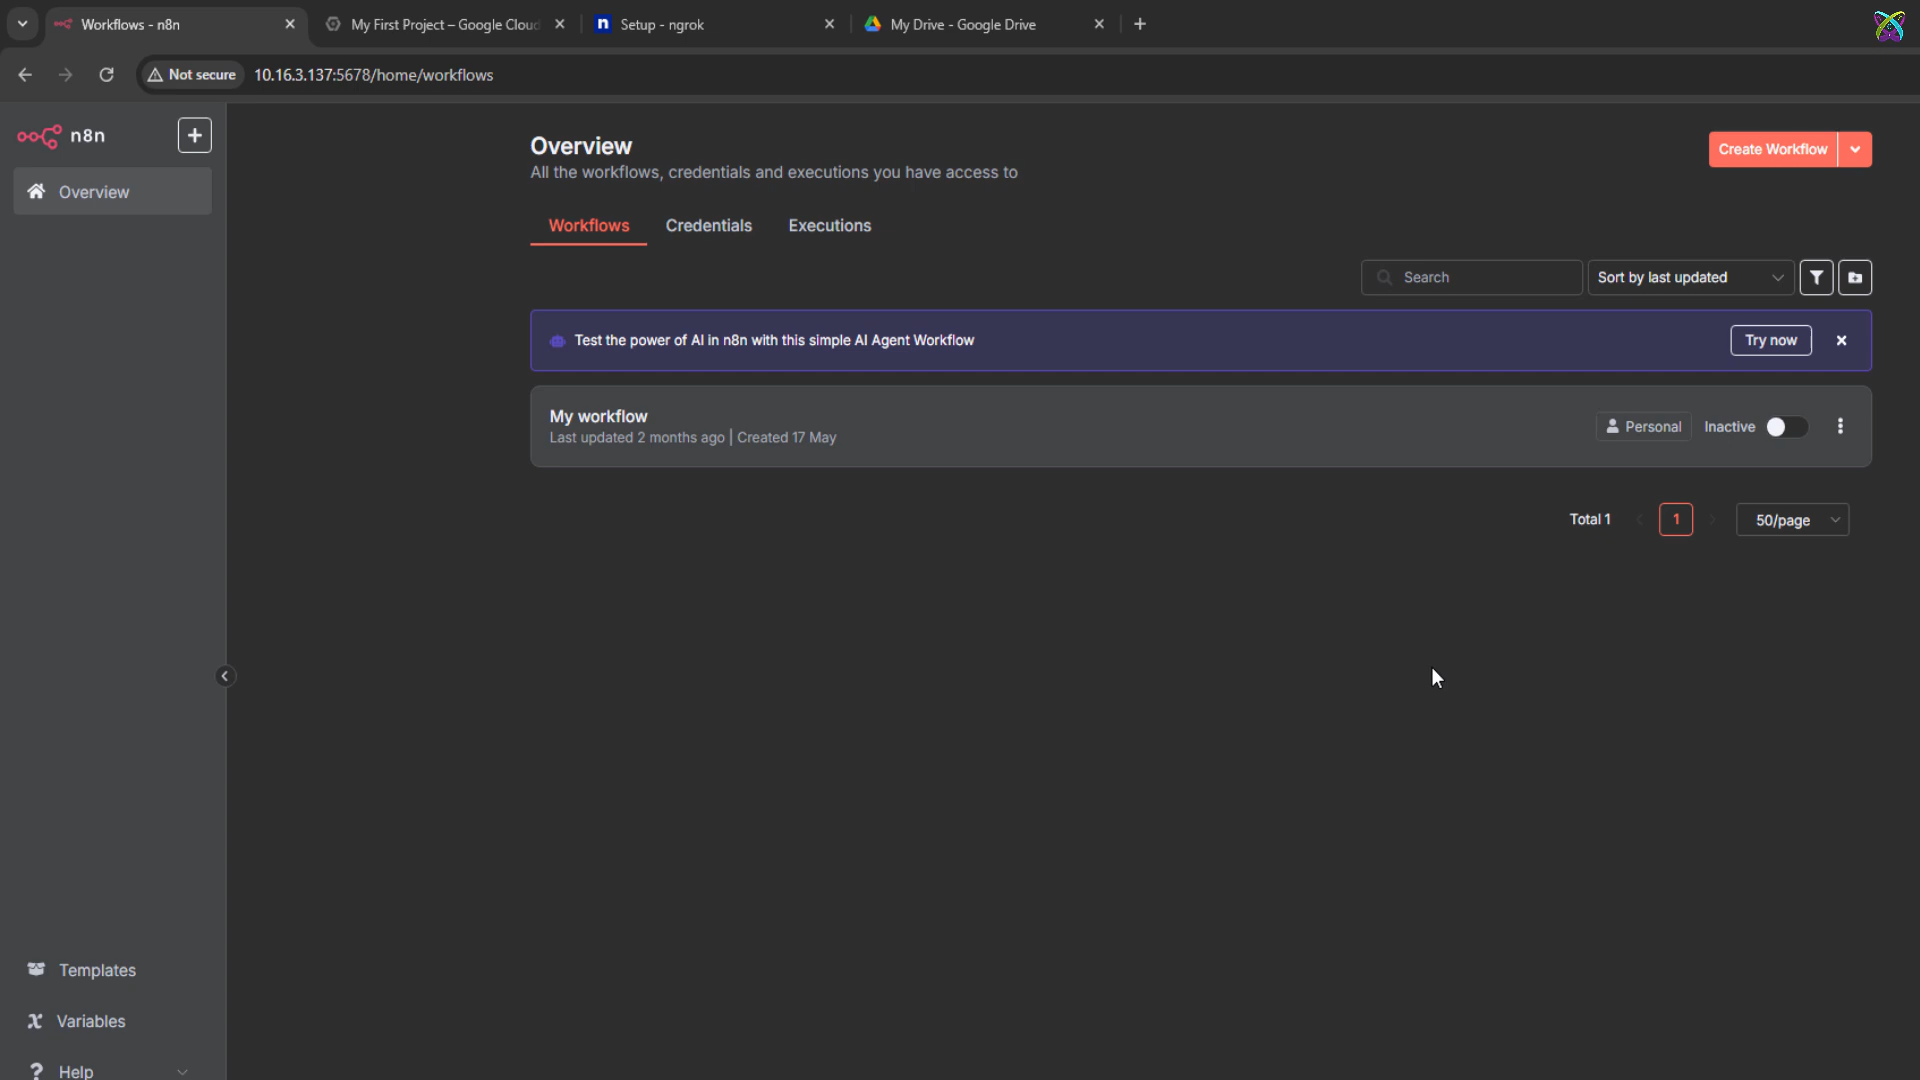 Workflows - n8n
My First Project – Google Cloud
Setup - ngrok
My Drive - Google Drive
Not secure
10.16.3.137:5678/home/workflows
n8n
Overview
Overview
All the workflows, credentials and executions you have access to
Create Workflow
Workflows
Credentials
Executions
Search
Sort by last updated
Test the power of AI in n8n with this simple AI Agent Workflow
Try now
My workflow
Last updated 2 months ago | Created 17 May
Personal
Inactive
Total 1
1
50/page
Templates
Variables
Help